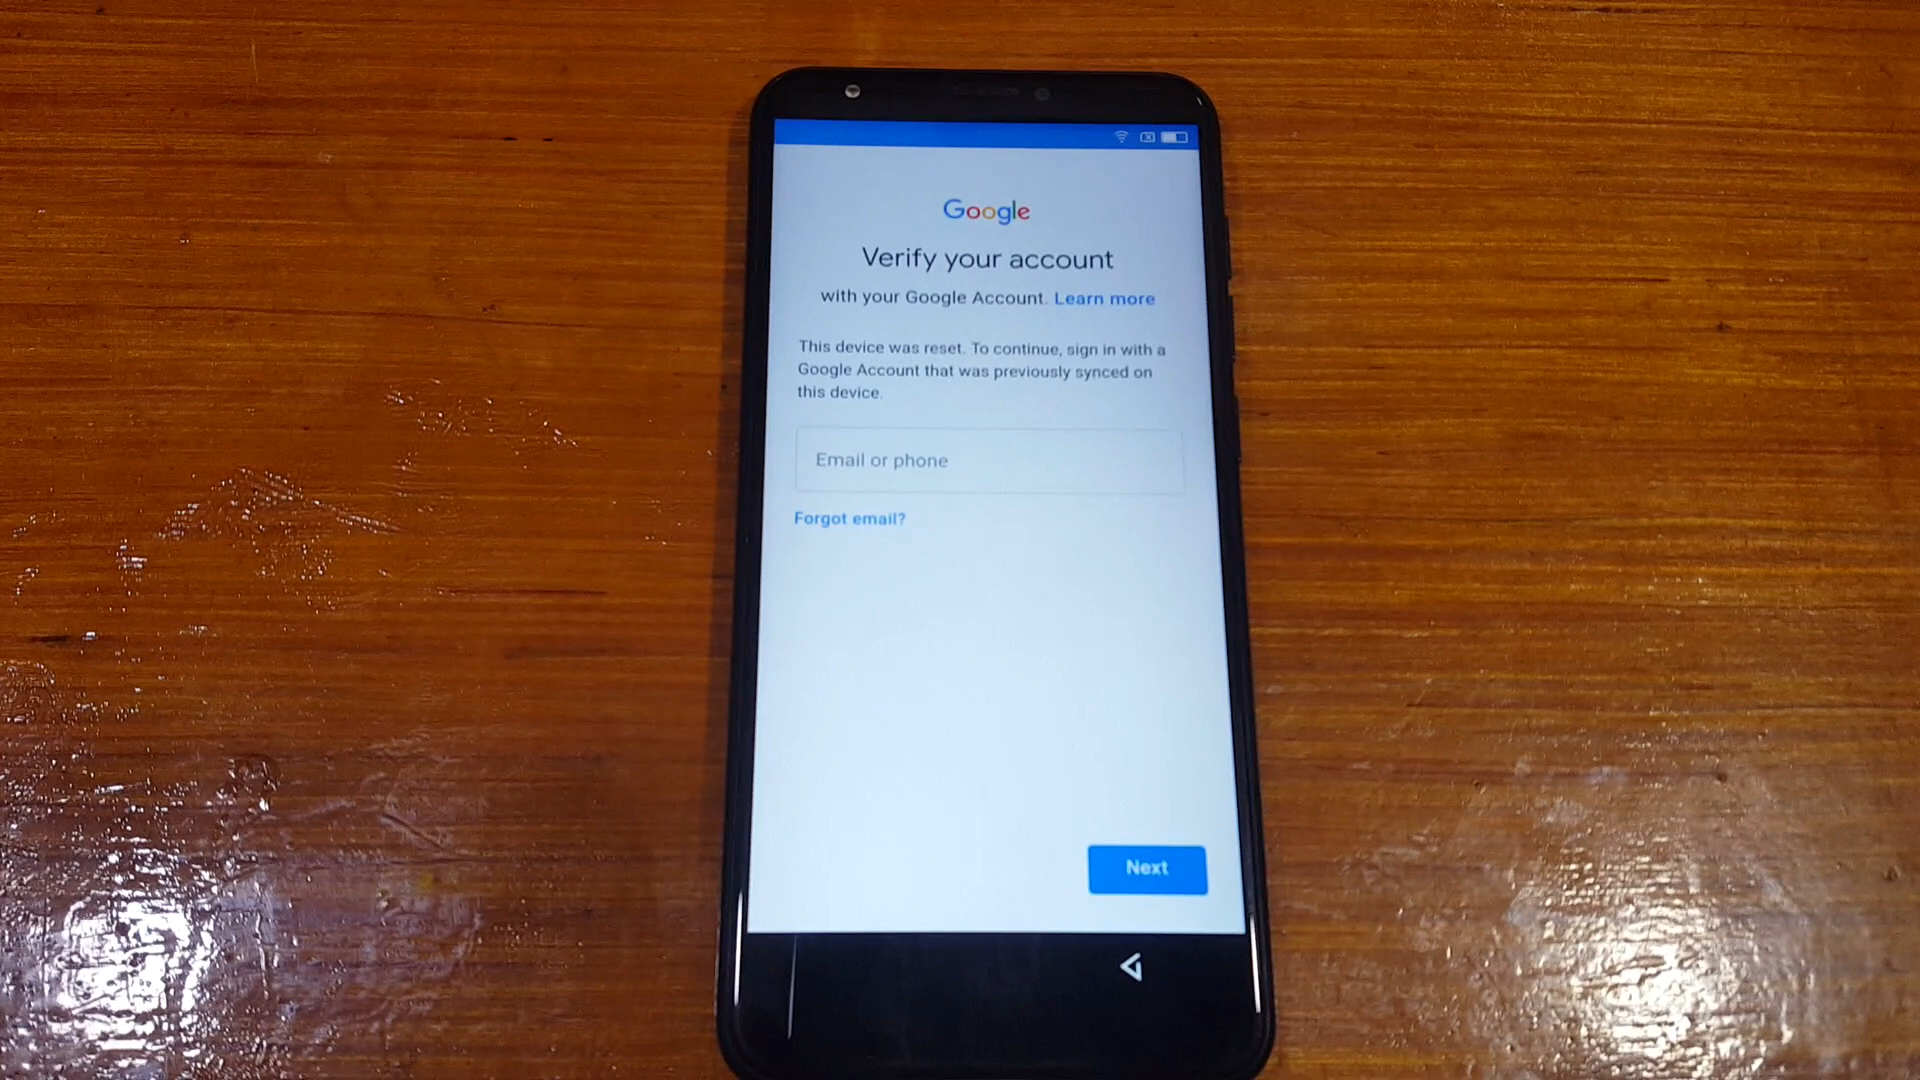 Google
Verify your account
with your Google Account. Learn more
This device was reset. To continue, sign in with a
Google Account that was previously synced on
this device.
Email or phone
Forgot email?
Next